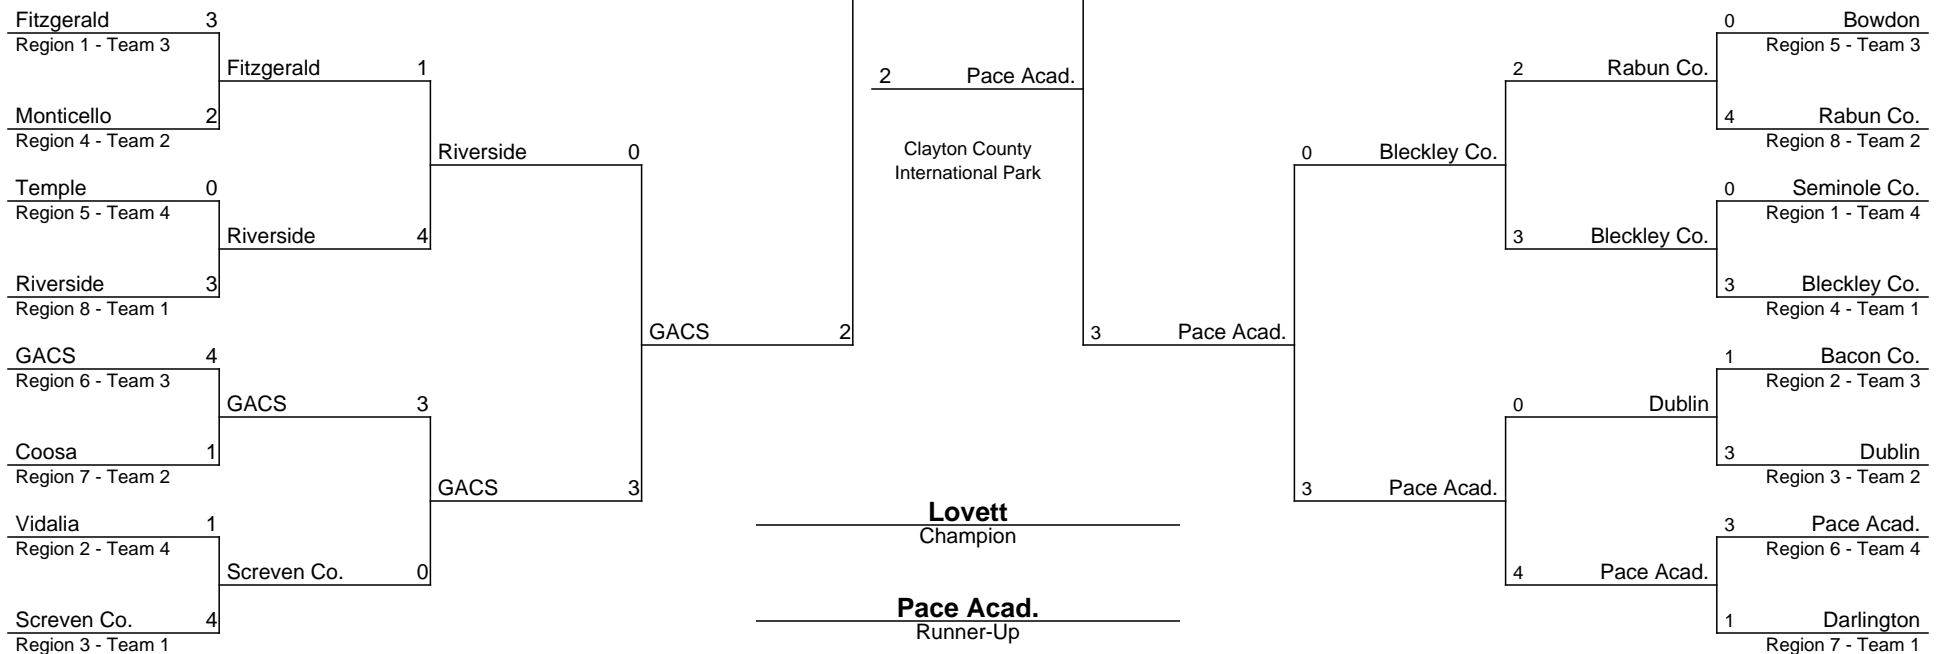 Fitzgerald 3
Region 1 - Team 3
Fitzgerald 1
Monticello 2
Region 4 - Team 2
Riverside 0
Temple 0
Region 5 - Team 4
Riverside 4
Riverside 3
Region 8 - Team 1
GACS 2
GACS 4
Region 6 - Team 3
GACS 3
Coosa 1
Region 7 - Team 2
GACS 3
Vidalia 1
Region 2 - Team 4
Screven Co. 0
Screven Co. 4
Region 3 - Team 1
2 Pace Acad.
Clayton County
International Park
Lovett
Champion
Pace Acad.
Runner-Up
3 Pace Acad.
0 Bleckley Co.
3 Pace Acad.
2 Rabun Co.
3 Bleckley Co.
0 Dublin
4 Pace Acad.
0 Bowdon
Region 5 - Team 3
4 Rabun Co.
Region 8 - Team 2
0 Seminole Co.
Region 1 - Team 4
3 Bleckley Co.
Region 4 - Team 1
1 Bacon Co.
Region 2 - Team 3
3 Dublin
Region 3 - Team 2
3 Pace Acad.
Region 6 - Team 4
1 Darlington
Region 7 - Team 1